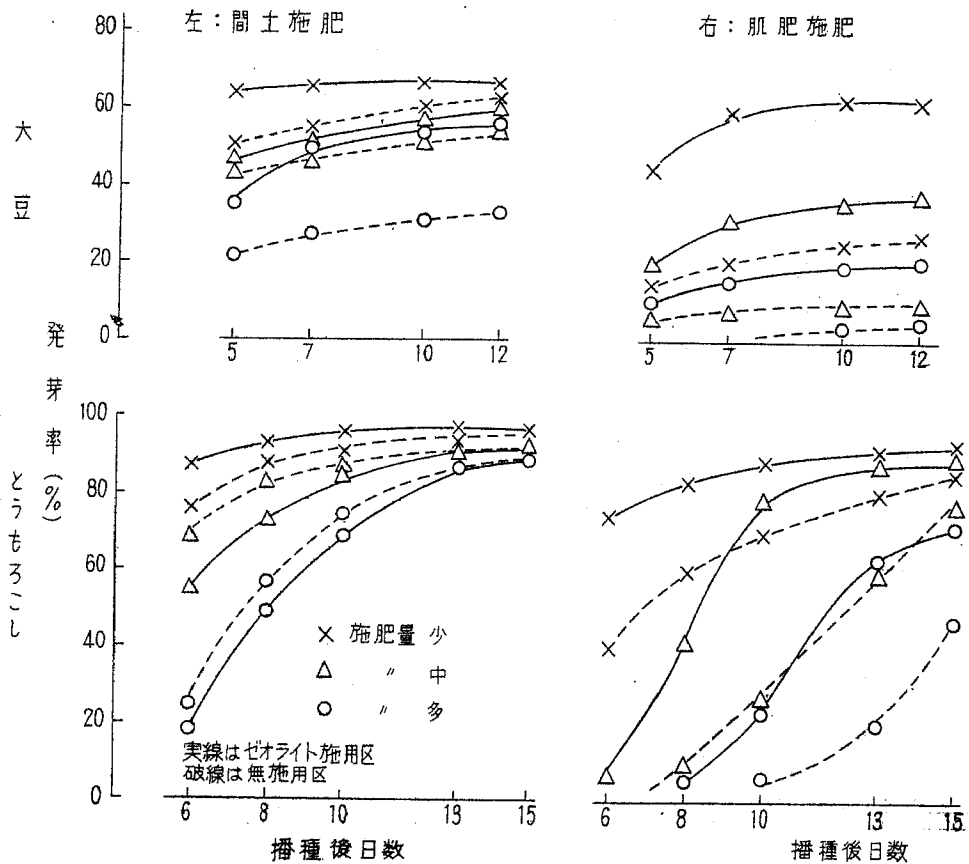 左：間土施肥
右：肌肥施肥
80
60
40
20
0
大豆
5 7 10 12
5 7 10 12
発芽率(%)
とうもろこし
100
80
60
40
20
0
× 施肥量 少
△ 〃 中
○ 〃 多
実線はゼオライト施用区
破線は無施用区
6 8 10 13 15
6 8 10 13 15
播種後日数
播種後日数